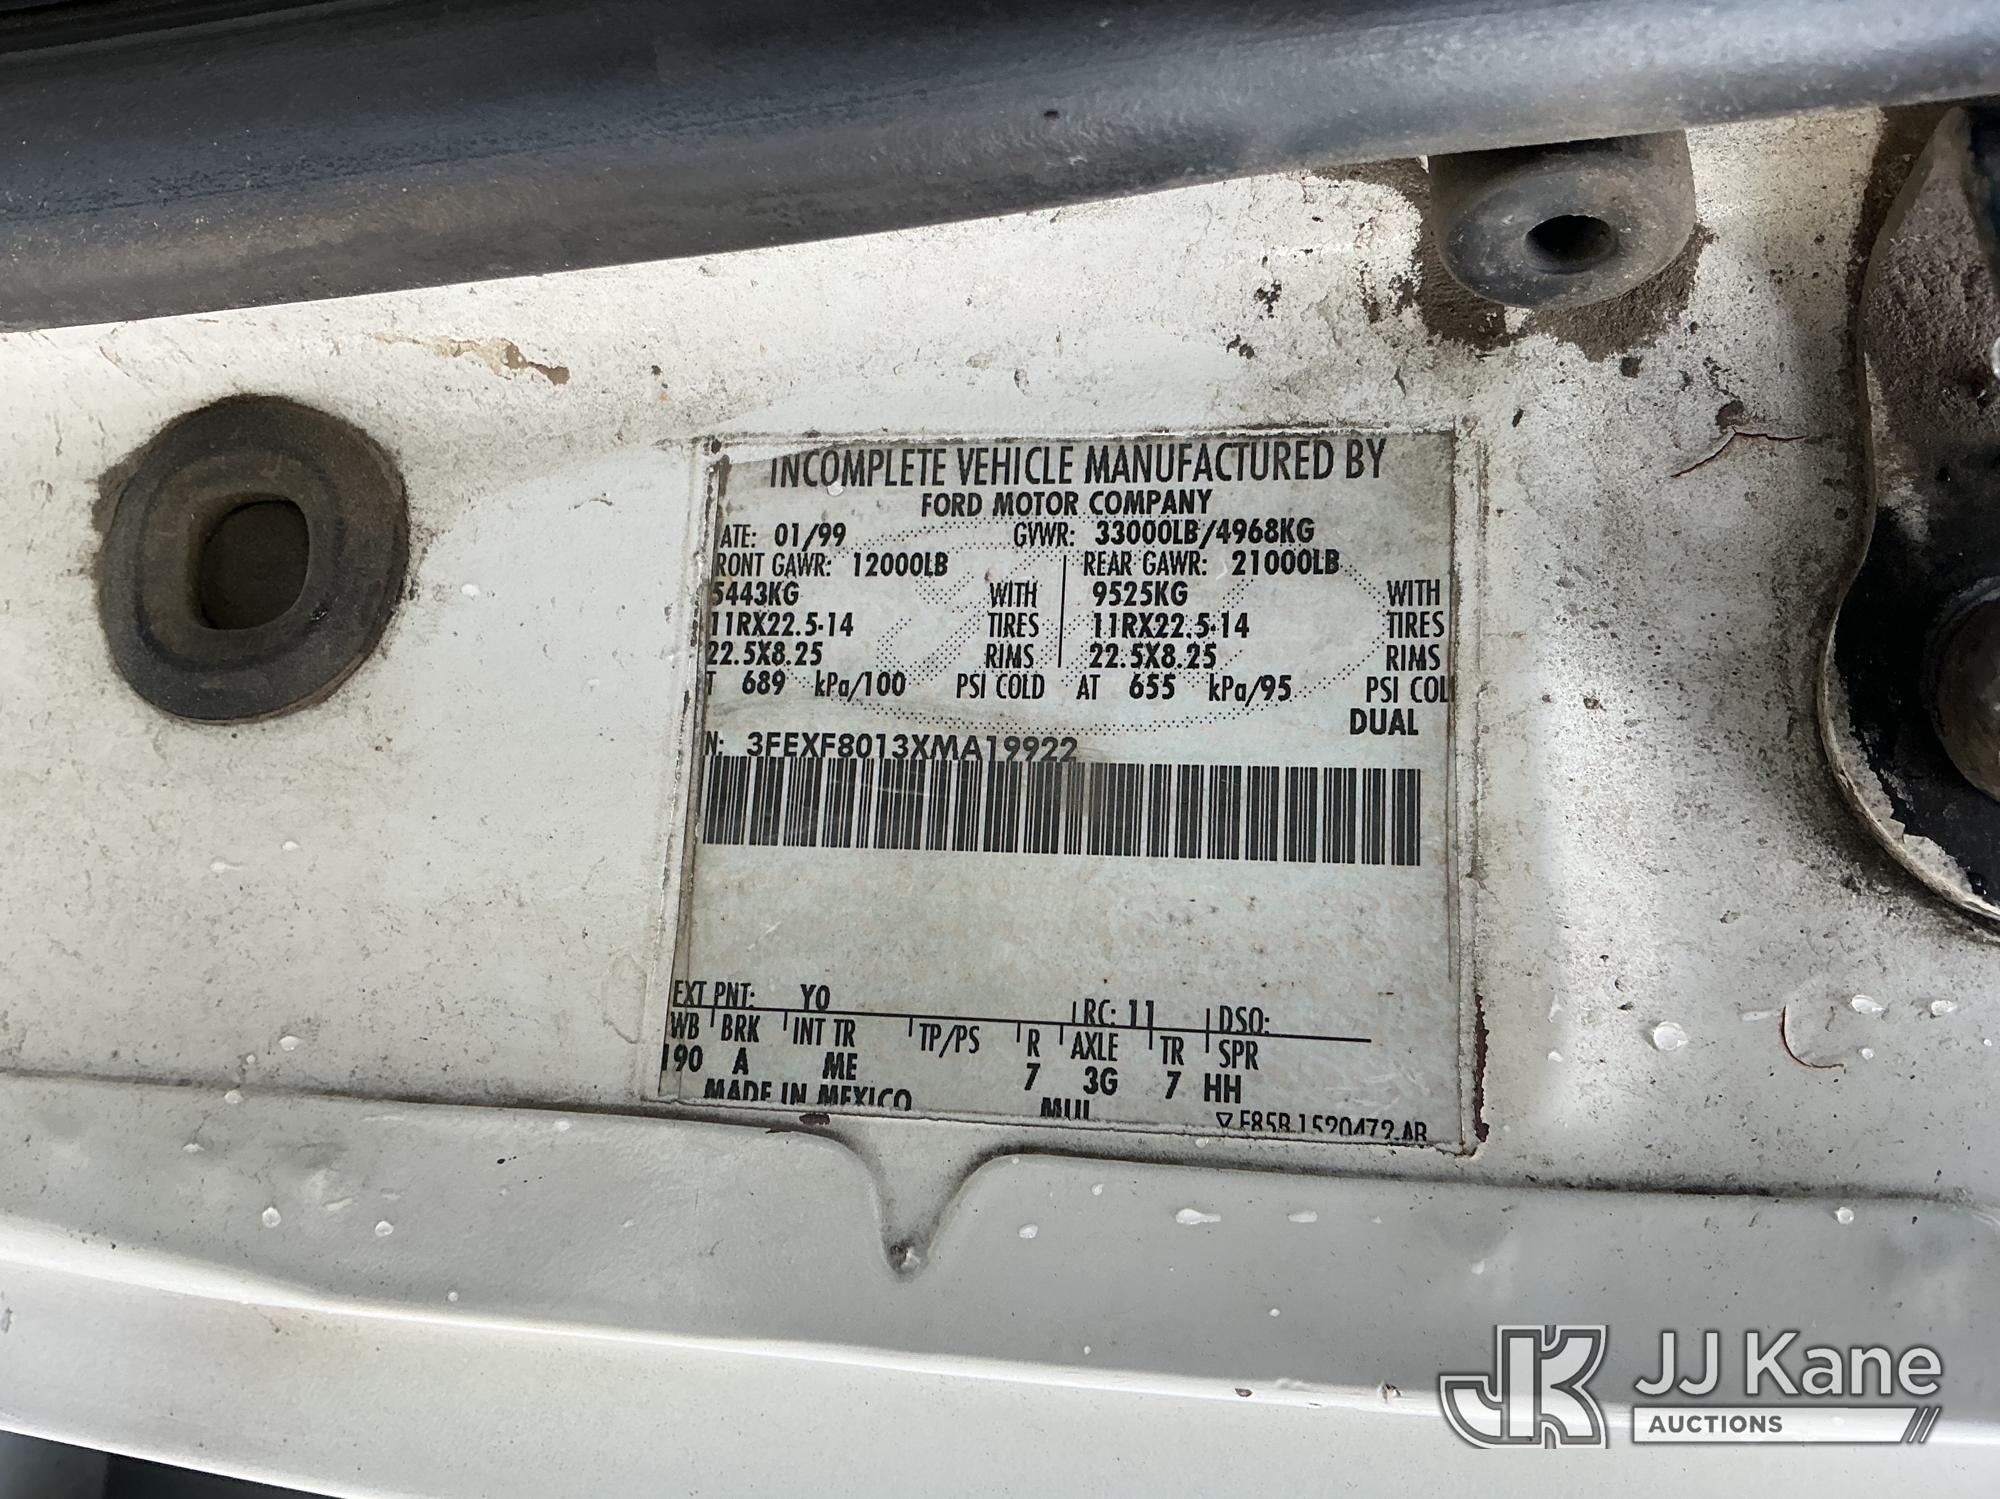 INCOMPLETE VEHICLE MANUFACTURED BY
FORD MOTOR COMPANY
ATE: 01/99 GVWR: 33000LB/4968KG
RONT GAWR: 12000LB REAR GAWR: 21000LB
5443KG WITH 9525KG WITH
11RX22.5-14 TIRES 11RX22.5-14 TIRES
22.5X8.25 RIMS 22.5X8.25 RIMS
T 689 kPa/100 PSI COLD AT 655 kPa/95 PSI COL
DUAL
N: 3FEXF8013XMA19922
EXT PNT: YO RC: 11 DSO:
WB BRK INT TR TP/PS R AXLE TR SPR
190 A ME 7 3G 7 HH
MADE IN MEXICO MUL
F85B 1520472 AB
JK JJ Kane
AUCTIONS